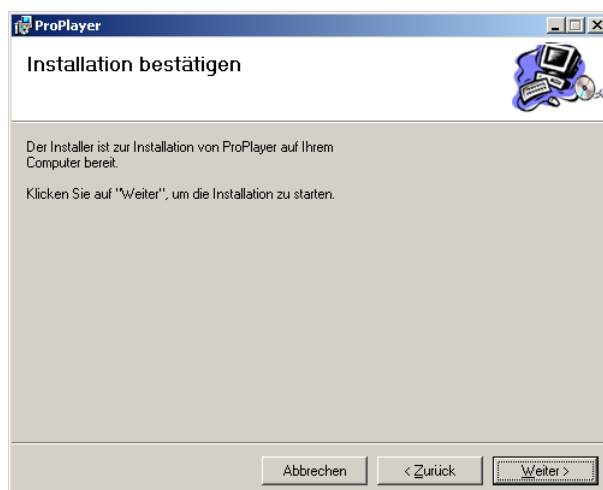 ProPlayer
Installation bestätigen
Der Installer ist zur Installation von ProPlayer auf Ihrem
Computer bereit.
Klicken Sie auf "Weiter", um die Installation zu starten.
Abbrechen
< Zurück
Weiter >